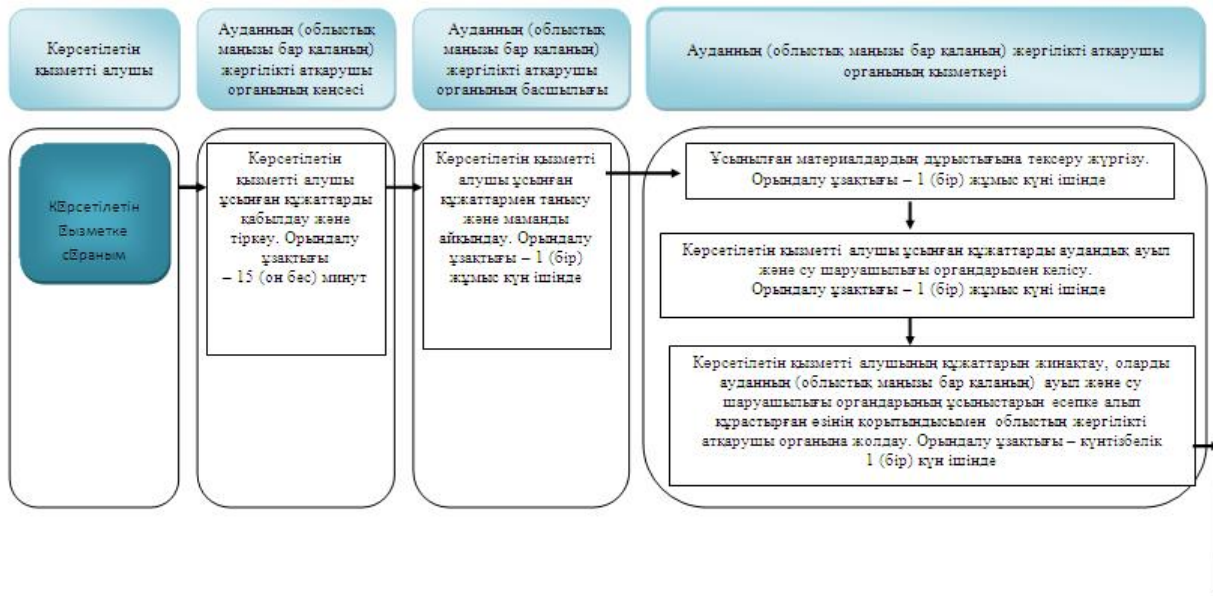 Көрсетілетін
қызметті алушы
Ауданның (облыстық
маңызы бар қаланың)
жергілікті атқарушы
органының кеңсесі
Ауданның (облыстық
маңызы бар қаланың)
жергілікті атқарушы
органының басшылығы
Ауданның (облыстық маңызы бар қаланың) жергілікті атқарушы
органының қызметкері
К⍰рсетілетін
⍰ызметке
с⍰раным
Көрсетілетін
қызметті алушы
ұсынған құжаттарды
қабылдау және
тіркеу. Орындалу
ұзақтығы
– 15 (он бес) минут
Көрсетілетін қызметті
алушы ұсынған
құжаттармен танысу
және маманды
айқындау. Орындалу
ұзақтығы – 1 (бір)
жұмыс күн ішінде
Ұсынылған материалдардың дұрыстығына тексеру жүргізу.
Орындалу ұзақтығы – 1 (бір) жұмыс күні ішінде
Көрсетілетін қызметті алушы ұсынған құжаттарды аудандық ауыл
және су шаруашылығы органдарымен келісу.
Орындалу ұзақтығы – 1 (бір) жұмыс күні ішінде
Көрсетілетін қызметті алушының құжаттарын жинақтау, оларды
ауданның (облыстық маңызы бар қаланың) ауыл және су
шаруашылығы органдарының ұсыныстарын есепке алып
құрастырған өзінің қорытындысымен облыстың жергілікті
атқарушы органына жолдау. Орындалу ұзақтығы – күнтізбелік
1 (бір) күн ішінде